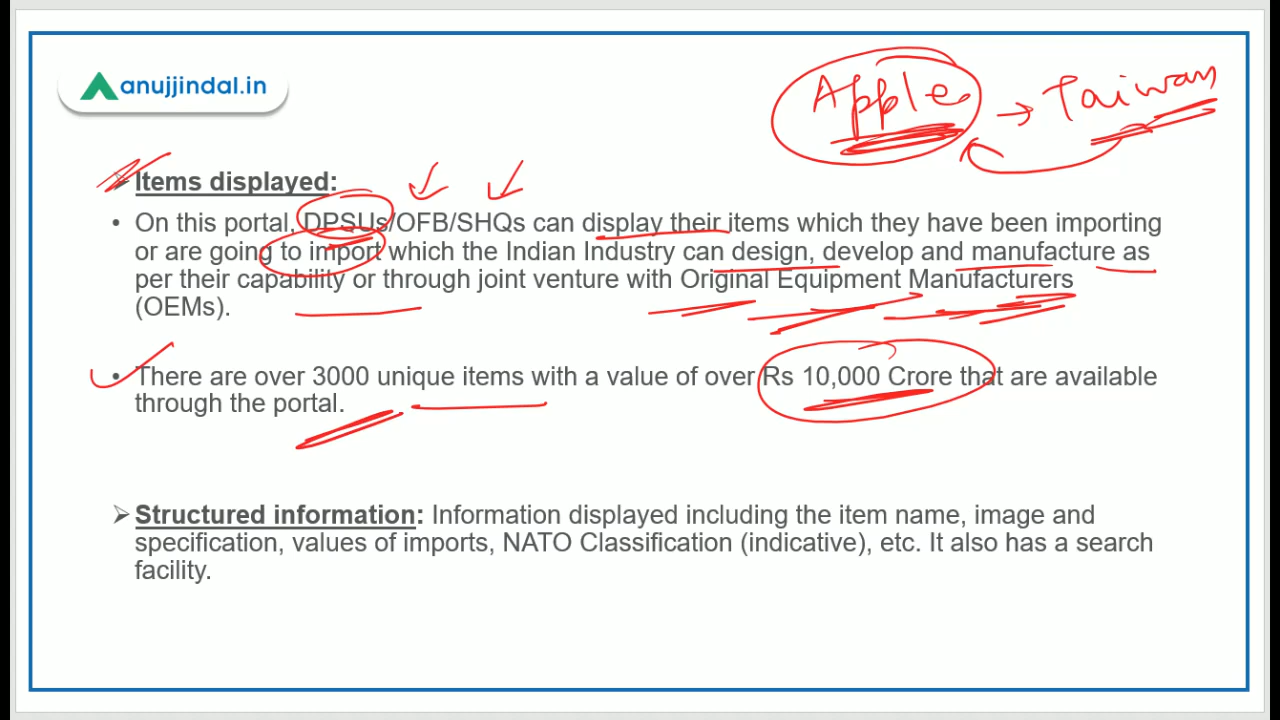 anujjindal.in
Apple → Taiwan
➢ Items displayed:
• On this portal, DPSUs/OFB/SHQs can display their items which they have been importing
or are going to import which the Indian Industry can design, develop and manufacture as
per their capability or through joint venture with Original Equipment Manufacturers
(OEMs).
• There are over 3000 unique items with a value of over Rs 10,000 Crore that are available
through the portal.
➢ Structured information: Information displayed including the item name, image and
specification, values of imports, NATO Classification (indicative), etc. It also has a search
facility.